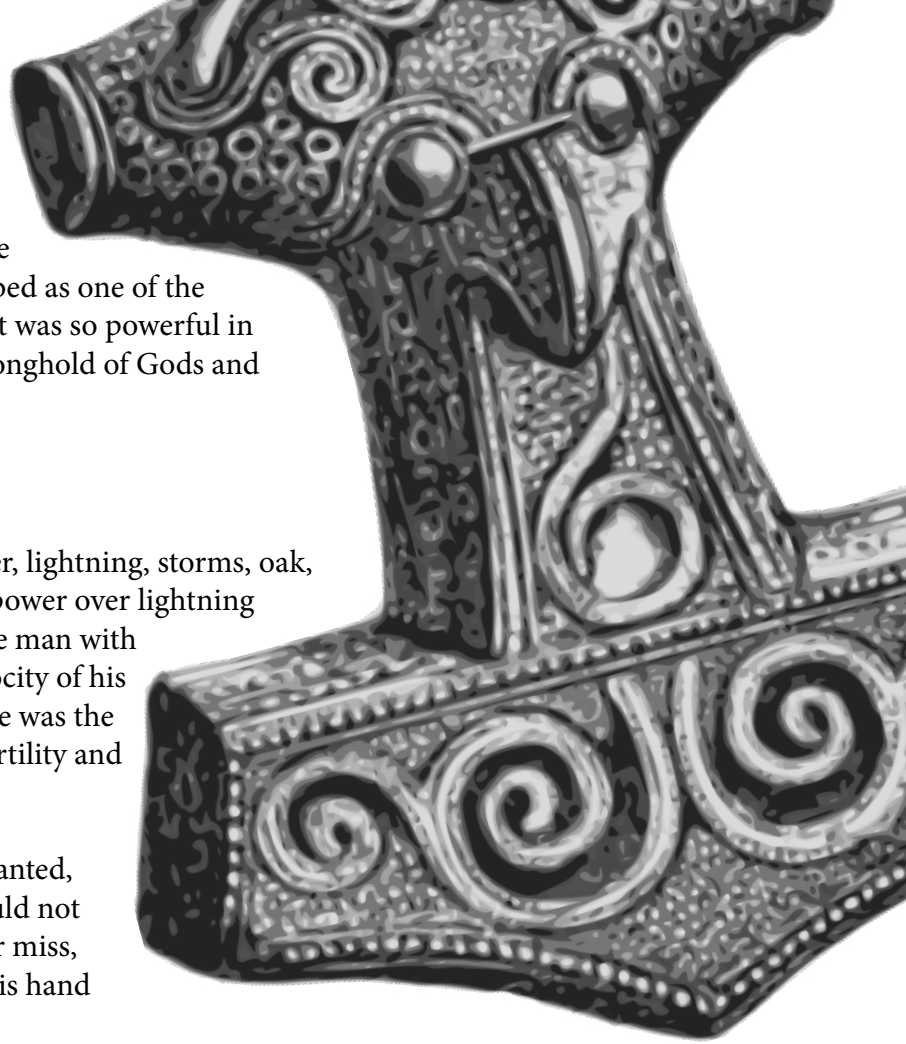 e
bed as one of the
t was so powerful in
onghold of Gods and
er, lightning, storms, oak,
power over lightning
e man with
ocity of his
e was the
rtility and
anted,
uld not
r miss,
is hand